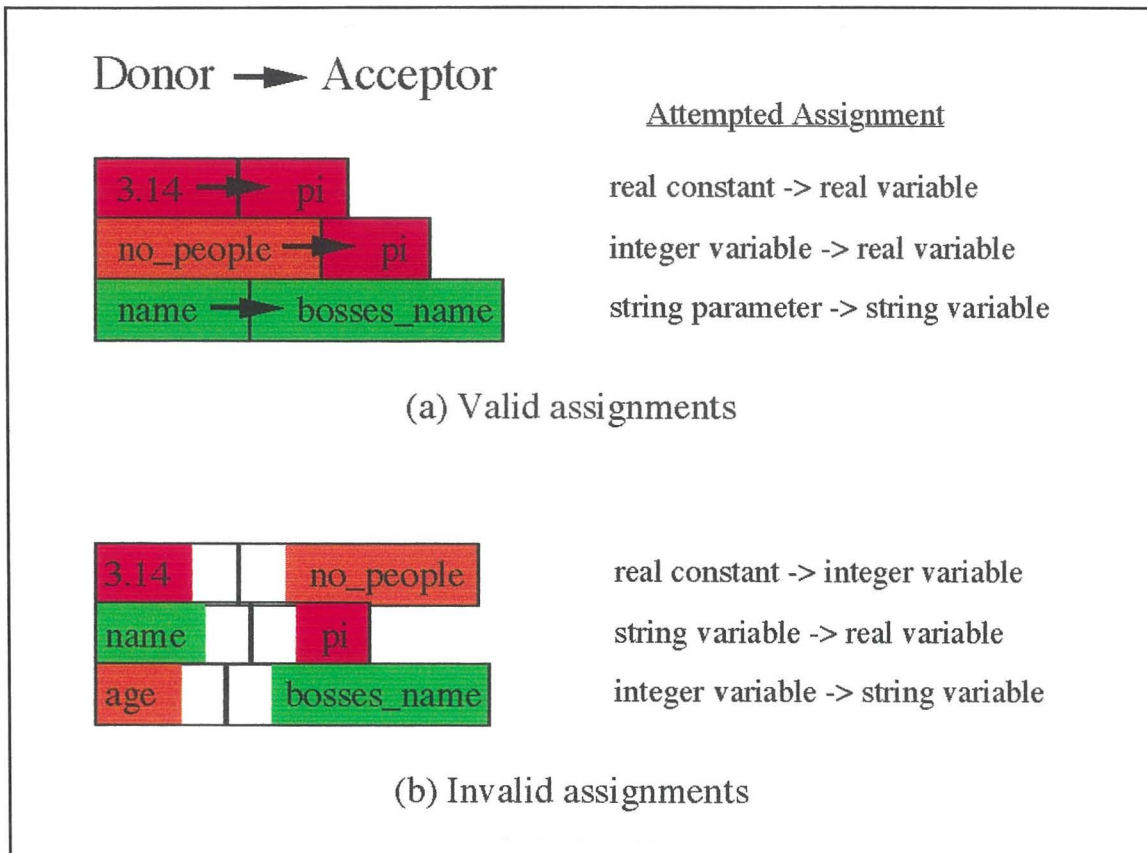 Donor → Acceptor
Attempted Assignment
3.14 → pi real constant -> real variable
no_people → pi integer variable -> real variable
name → bosses_name string parameter -> string variable
(a) Valid assignments
3.14 no_people real constant -> integer variable
name pi string variable -> real variable
age bosses_name integer variable -> string variable
(b) Invalid assignments